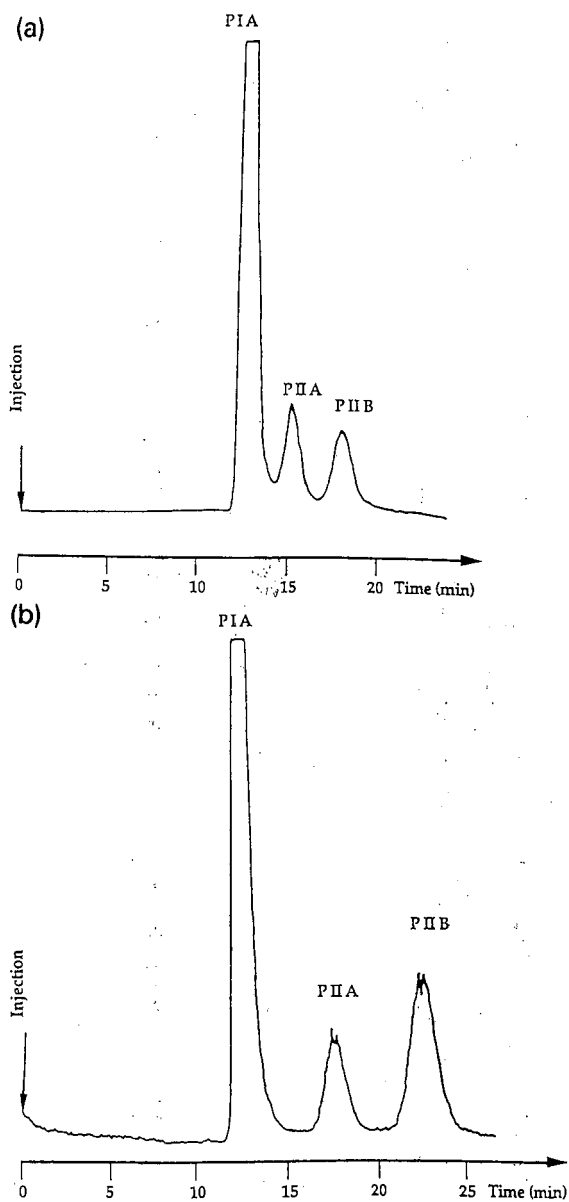 (a)
PIA
PIIA
PIIB
Injection
0 5 10 15 20 Time (min)
(b)
PIA
PIIB
PIIA
Injection
0 5 10 15 20 25 Time (min)